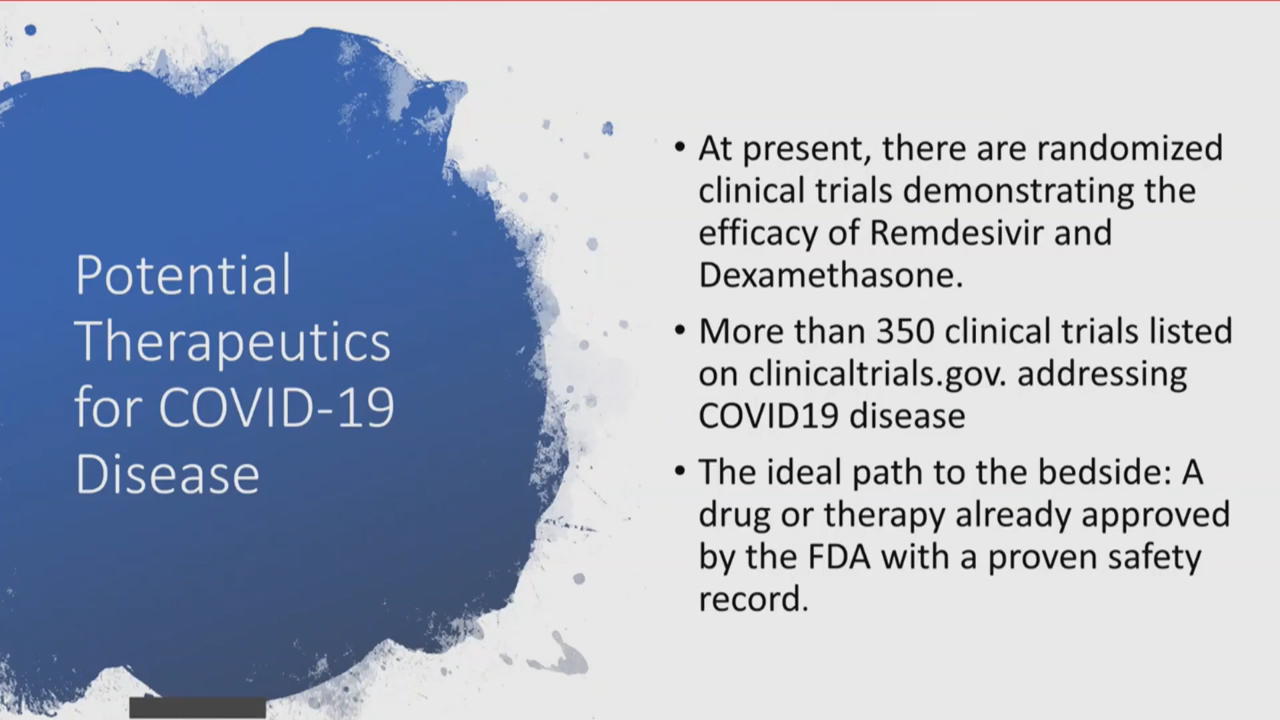 Potential
Therapeutics
for COVID-19
Disease
• At present, there are randomized
clinical trials demonstrating the
efficacy of Remdesivir and
Dexamethasone.
• More than 350 clinical trials listed
on clinicaltrials.gov. addressing
COVID19 disease
• The ideal path to the bedside: A
drug or therapy already approved
by the FDA with a proven safety
record.